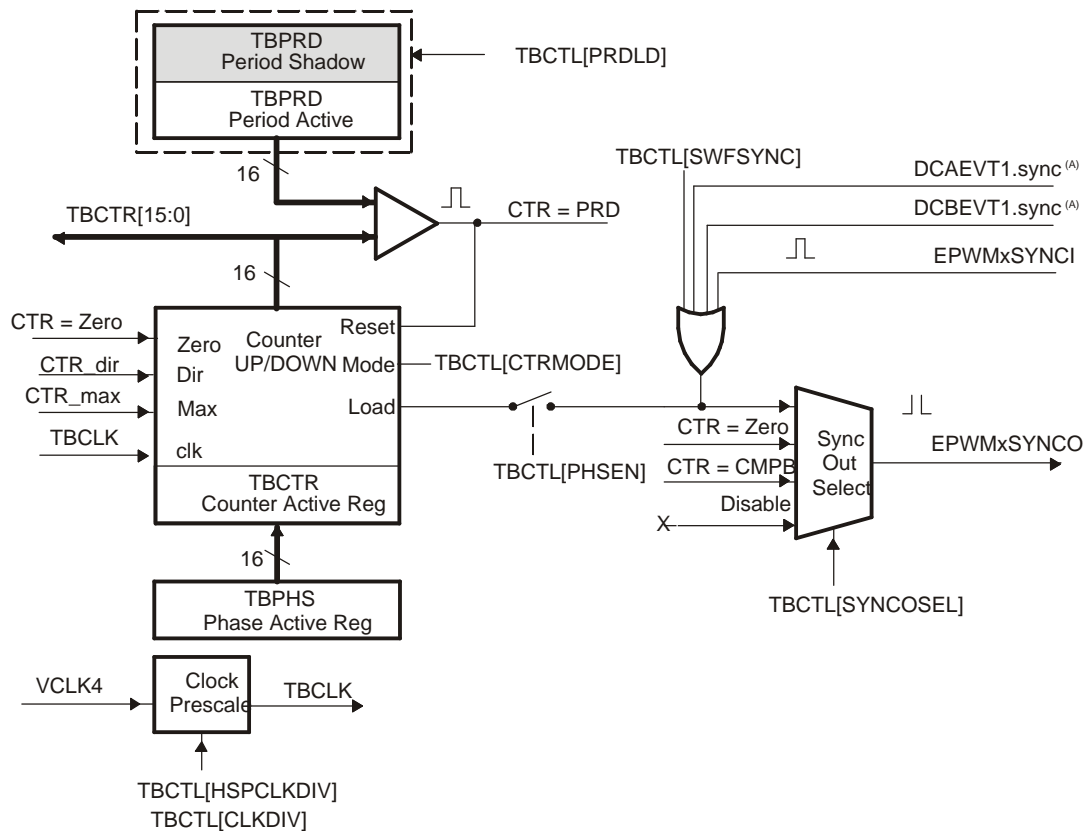 TBPRD
Period Shadow
TBPRD
Period Active
TBCTL[PRDLD]
16
TBCTR[15:0]
CTR = PRD
16
TBCTL[SWFSYNC]
DCAEVT1.sync (A)
DCBEVT1.sync (A)
EPWMxSYNCI
CTR = Zero
CTR_dir
CTR_max
TBCLK
Zero
Dir
Max
clk
Counter
UP/DOWN
Reset
Mode
Load
TBCTL[CTRMODE]
TBCTR
Counter Active Reg
TBCTL[PHSEN]
CTR = Zero
CTR = CMPB
Disable
X
Sync
Out
Select
EPWMxSYNCO
TBCTL[SYNCOSEL]
16
TBPHS
Phase Active Reg
VCLK4
Clock
Prescale
TBCLK
TBCTL[HSPCLKDIV]
TBCTL[CLKDIV]